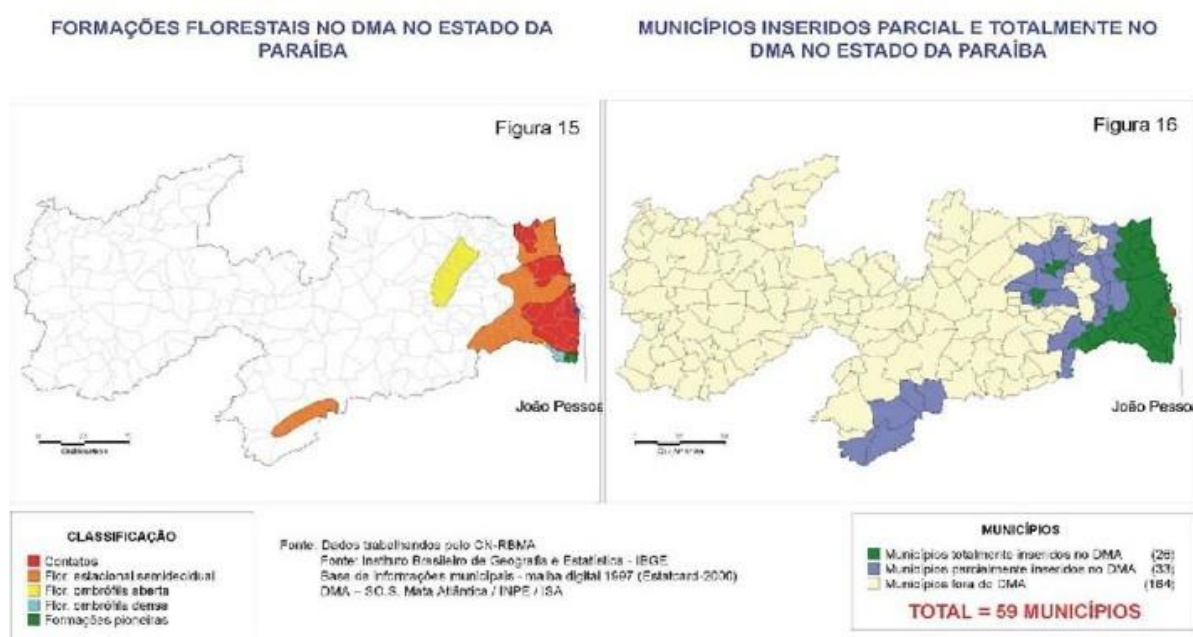 FORMAÇÕES FLORESTAIS NO DMA NO ESTADO DA
PARAÍBA
MUNICÍPIOS INSERIDOS PARCIAL E TOTALMENTE NO
DMA NO ESTADO DA PARAÍBA
Figura 15
Figura 16
João Pessoa
João Pessoa
CLASSIFICAÇÃO
Contatos
Flor. estacional semidecidual
Flor. ombrófila aberta
Flor. ombrófila densa
Formações pioneiras
Fonte: Dados trabalhandos pelo CN-RBMA
Fonte: Instituto Brasileiro de Geografia e Estatística - IBGE
Base de informações municipais - malha digital 1997 (Estatcard-2000)
DMA - S.O.S. Mata Atlântica / INPE / ISA
MUNICÍPIOS
Municípios totalmente inseridos no DMA (26)
Municípios parcialmente inseridos no DMA (33)
Municípios fora do DMA (164)
TOTAL = 59 MUNICÍPIOS